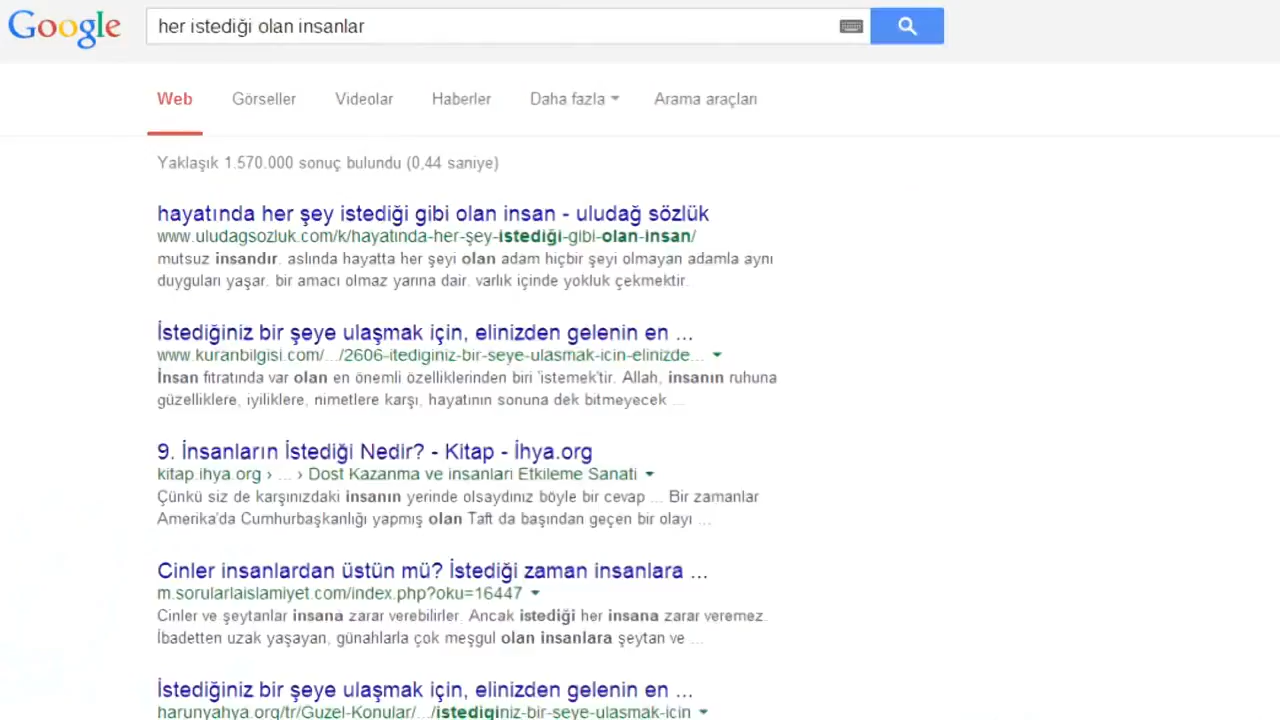 Google
her istediği olan insanlar
Web Görseller Videolar Haberler Daha fazla Arama araçları
Yaklaşık 1.570.000 sonuç bulundu (0,44 saniye)
hayatında her şey istediği gibi olan insan - uludağ sözlük
www.uludagsozluk.com/k/hayatında-her-şey-istediği-gibi-olan-insan/
mutsuz insandır. aslında hayatta her şeyi olan adam hiçbir şeyi olmayan adamla aynı
duyguları yaşar. bir amacı olmaz yarına dair. varlık içinde yokluk çekmektir.
İstediğiniz bir şeye ulaşmak için, elinizden gelenin en ...
www.kuranbilgisi.com/.../2606-itediginiz-bir-seye-ulasmak-icin-elinizde...
İnsan fıtratında var olan en önemli özelliklerinden biri 'istemek'tir. Allah, insanın ruhuna
güzelliklere, iyiliklere, nimetlere karşı, hayatının sonuna dek bitmeyecek ...
9. İnsanların İstediği Nedir? - Kitap - İhya.org
kitap.ihya.org › ... › Dost Kazanma ve insanlari Etkileme Sanati
Çünkü siz de karşınızdaki insanın yerinde olsaydınız böyle bir cevap ... Bir zamanlar
Amerika'da Cumhurbaşkanlığı yapmış olan Taft da başından geçen bir olayı ...
Cinler insanlardan üstün mü? İstediği zaman insanlara ...
m.sorularlaislamiyet.com/index.php?oku=16447
Cinler ve şeytanlar insana zarar verebilirler. Ancak istediği her insana zarar veremez.
İbadetten uzak yaşayan, günahlarla çok meşgul olan insanlara şeytan ve ...
İstediğiniz bir şeye ulaşmak için, elinizden gelenin en ...
harunyahya.org/tr/Guzel-Konular/.../istediginiz-bir-seye-ulasmak-icin